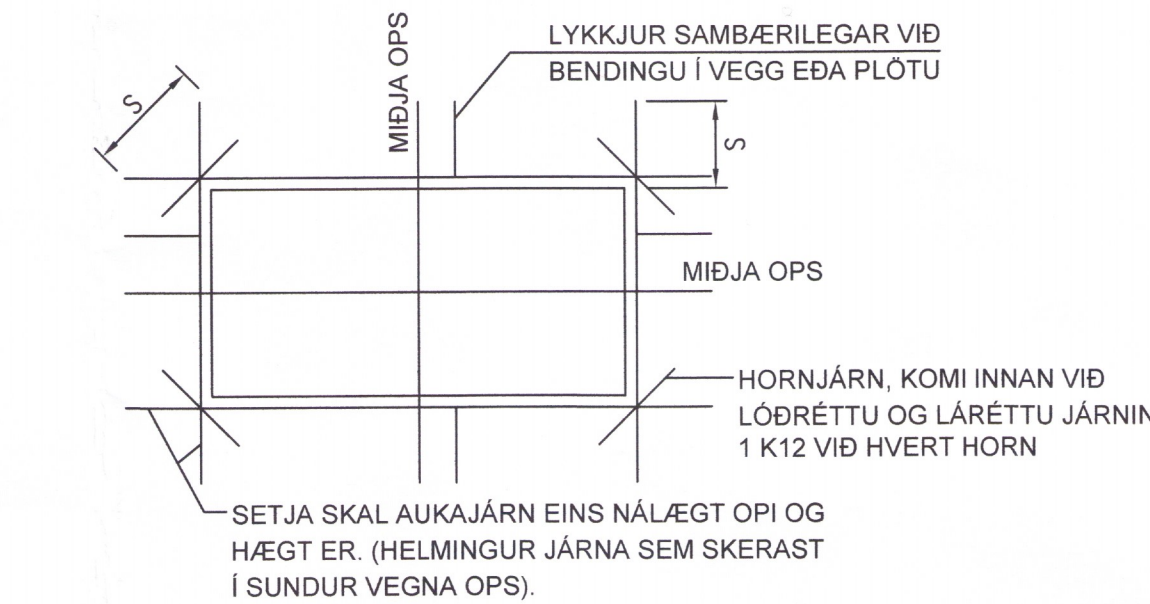 LYKKJUR SAMBÆRILEGAR VIÐ
BENDINGU Í VEGG EÐA PLÖTU
MIÐJA OPS
S
S
MIÐJA OPS
HORNJÁRN, KOMI INNAN VIÐ
LÓÐRÉTTU OG LÁRÉTTU JÁRNIN
1 K12 VIÐ HVERT HORN
SETJA SKAL AUKAJÁRN EINS NÁLÆGT OPI OG
HÆGT ER. (HELMINGUR JÁRNA SEM SKERAST
Í SUNDUR VEGNA OPS).